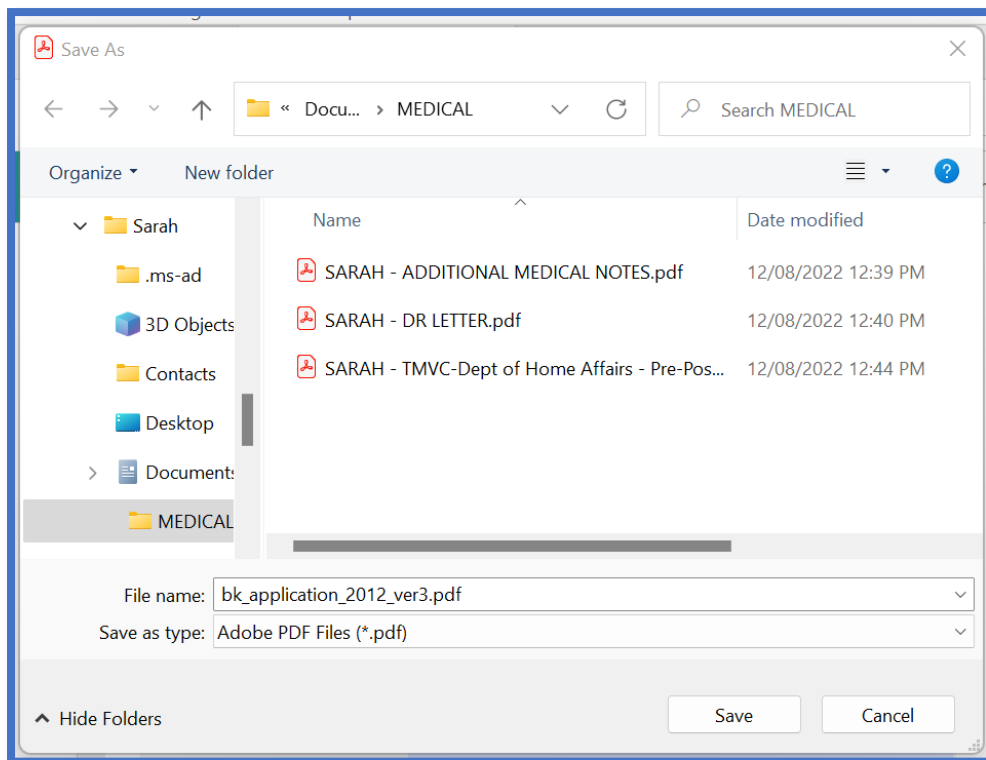 Save As
« Docu... > MEDICAL
Search MEDICAL
Organize
New folder
Sarah
.ms-ad
3D Objects
Contacts
Desktop
Documents
MEDICAL
Name
Date modified
SARAH - ADDITIONAL MEDICAL NOTES.pdf 12/08/2022 12:39 PM
SARAH - DR LETTER.pdf 12/08/2022 12:40 PM
SARAH - TMVC-Dept of Home Affairs - Pre-Pos... 12/08/2022 12:44 PM
File name: bk_application_2012_ver3.pdf
Save as type: Adobe PDF Files (*.pdf)
Hide Folders
Save
Cancel